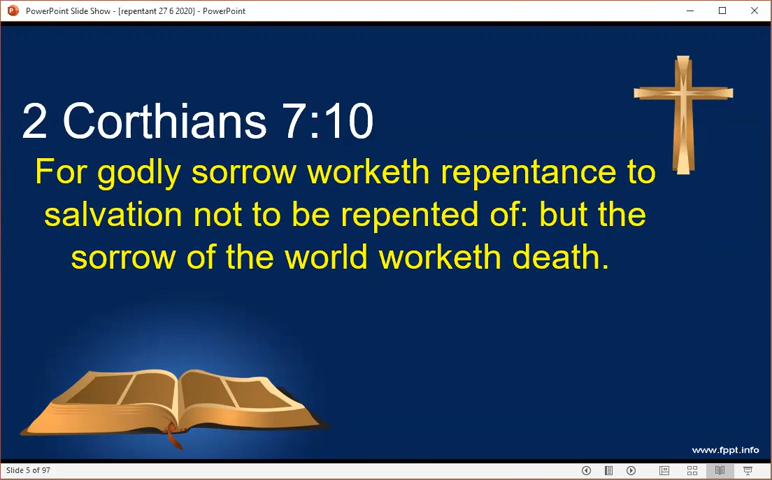 PowerPoint Slide Show - [repentant 27 6 2020] - PowerPoint
2 Corthians 7:10
For godly sorrow worketh repentance to
salvation not to be repented of: but the
sorrow of the world worketh death.
www.fppt.info
Slide 5 of 97